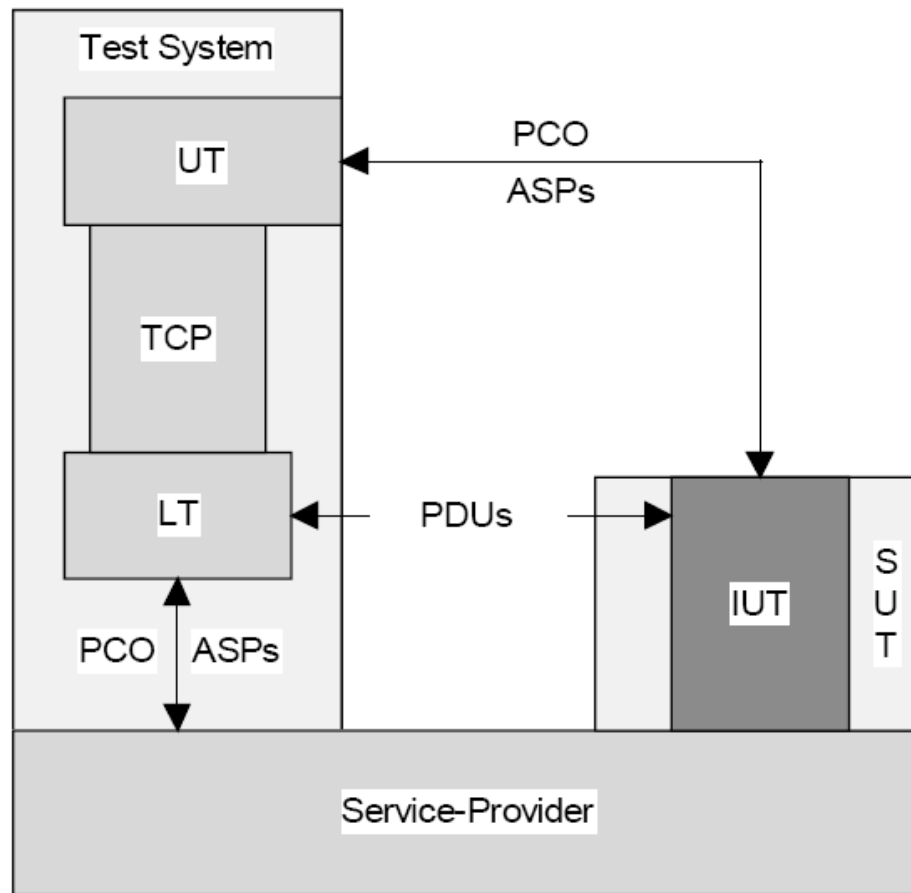 Test System
UT
PCO
ASPs
TCP
LT
PDUs
IUT
S
U
T
PCO
ASPs
Service-Provider